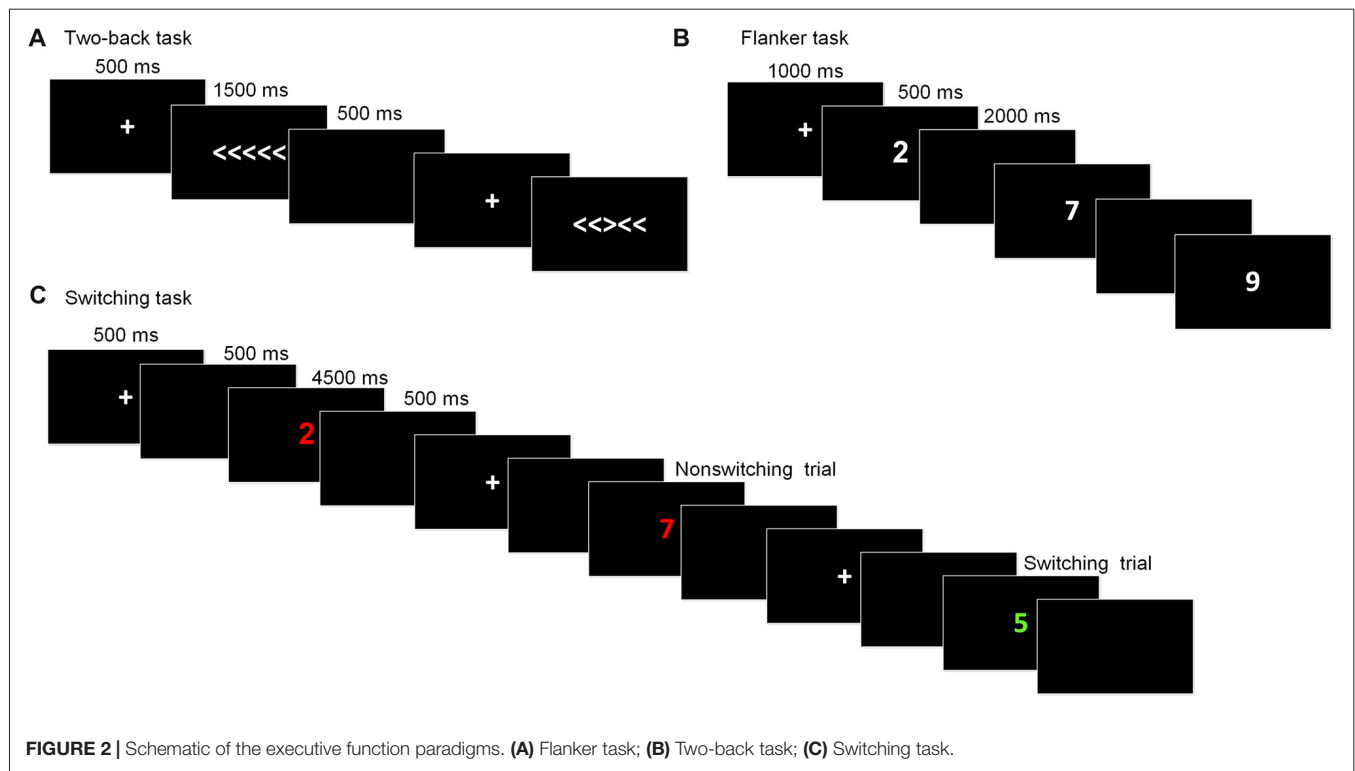 A Two-back task
500 ms
1500 ms
500 ms
+
<<<<<
+
<<><<
B Flanker task
1000 ms
500 ms
2000 ms
+
2
7
9
C Switching task
500 ms
500 ms
4500 ms
500 ms
+
2
+
Nonswitching trial
7
+
Switching trial
5
FIGURE 2 | Schematic of the executive function paradigms. (A) Flanker task; (B) Two-back task; (C) Switching task.